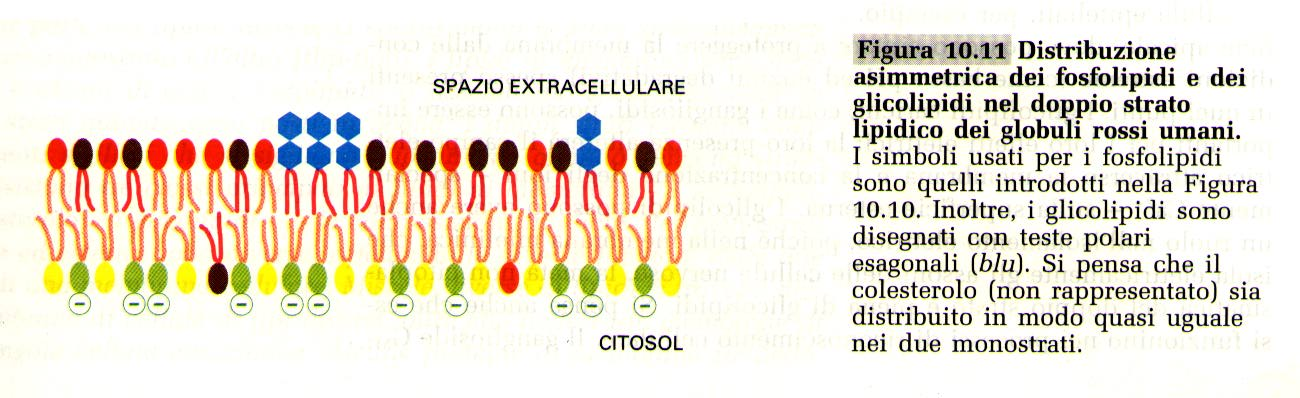 SPAZIO EXTRACELLULARE
CITOSOL
Figura 10.11 Distribuzione
asimmetrica dei fosfolipidi e dei
glicolipidi nel doppio strato
lipidico dei globuli rossi umani.
I simboli usati per i fosfolipidi
sono quelli introdotti nella Figura
10.10. Inoltre, i glicolipidi sono
disegnati con teste polari
esagonali (blu). Si pensa che il
colesterolo (non rappresentato) sia
distribuito in modo quasi uguale
nei due monostrati.